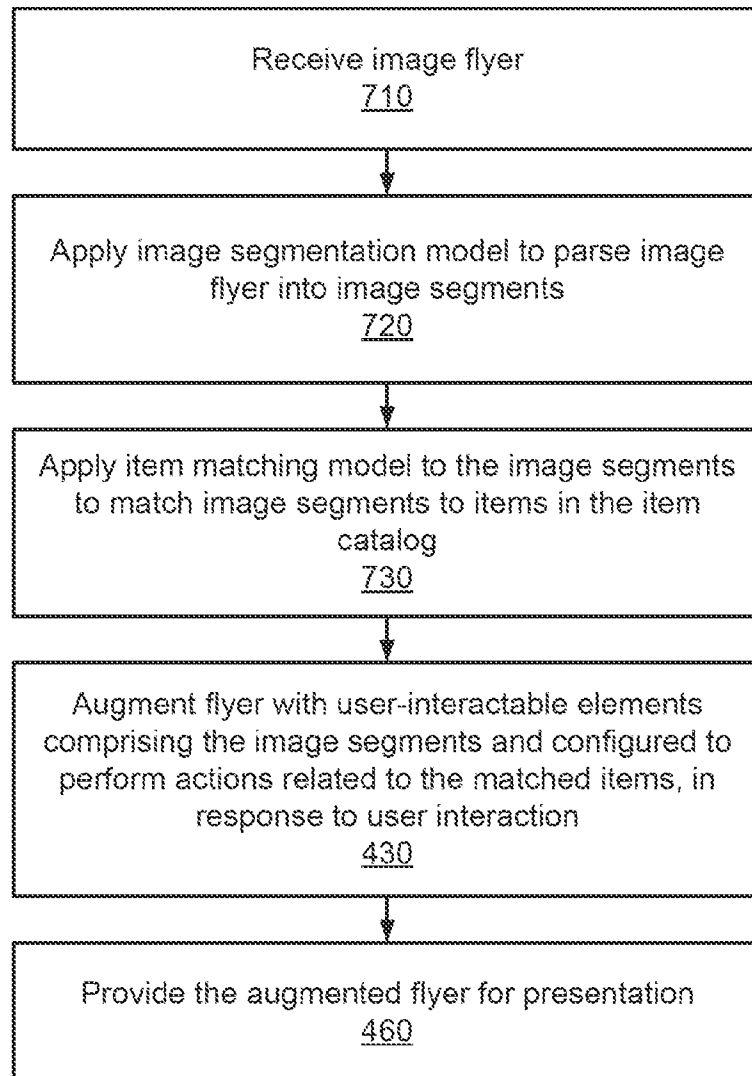 Receive image flyer
710
Apply image segmentation model to parse image
flyer into image segments
720
Apply item matching model to the image segments
to match image segments to items in the item
catalog
730
Augment flyer with user-interactable elements
comprising the image segments and configured to
perform actions related to the matched items, in
response to user interaction
430
Provide the augmented flyer for presentation
460